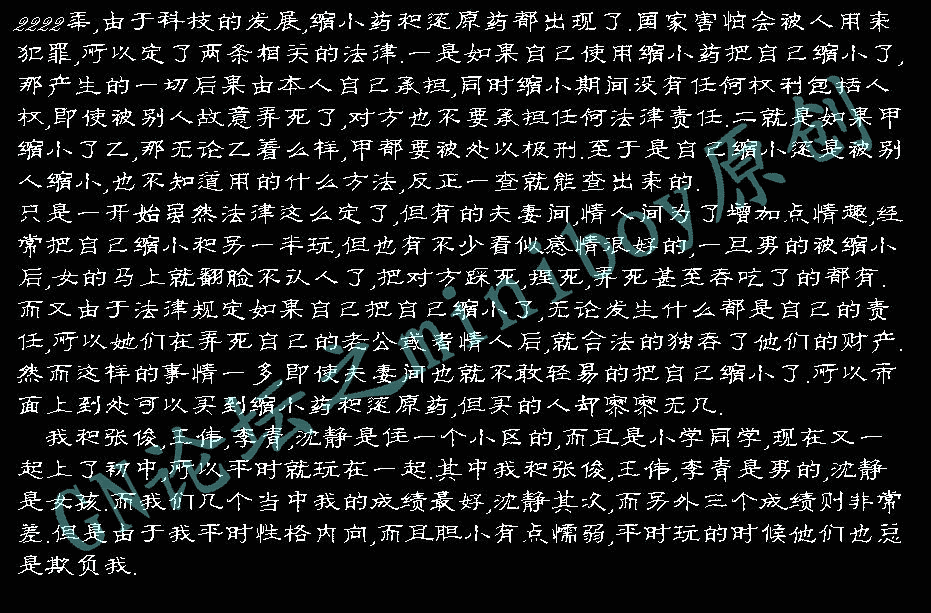 2222年,由于科技的发展,缩小药和还原药都出现了.国家害怕会被人用来
犯罪,所以定了两条相关的法律.一是如果自己使用缩小药把自己缩小了,
那产生的一切后果由本人自己承担,同时缩小期间没有任何权利包括人
权,即使被别人故意弄死了,对方也不要承担任何法律责任.二就是如果甲
缩小了乙,那无论乙看么样,甲都要被处以极刑.至于是自己缩小还是被别
人缩小,也不知道用的什么方法,反正一查就能查出来的.
只是一开始虽然法律这么定了,但有的夫妻间,情人间为了增加点情趣,经
常把自己缩小和另一半玩,但也有不少看似感情很好的,一旦男的被缩小
后,女的马上就翻脸不认人了,把对方踩死,埋死,弄死甚至吞吃了的都有.
而又由于法律规定如果自己把自己缩小了,无论发生什么都是自己的责
任,所以她们在弄死自己的老公或者情人后,就合法的独吞了他们的财产.
然而这样的事情一多,即使夫妻间也就不敢轻易的把自己缩小了.所以市
面上到处可以买到缩小药和还原药,但买的人却寥寥无几.
我和张俊,王伟,李青,沈静是住一个小区的,而且是小学同学,现在又一
起上了初中,所以平时就玩在一起.其中我和张俊,王伟,李青是男的,沈静
是女孩.而我们几个当中我的成绩最好,沈静其次,而另外三个成绩则非常
差.但是由于我平时性格内向,而且胆小有点懦弱,平时玩的时候他们也总
是欺负我.
GN论坛之miniboy原创